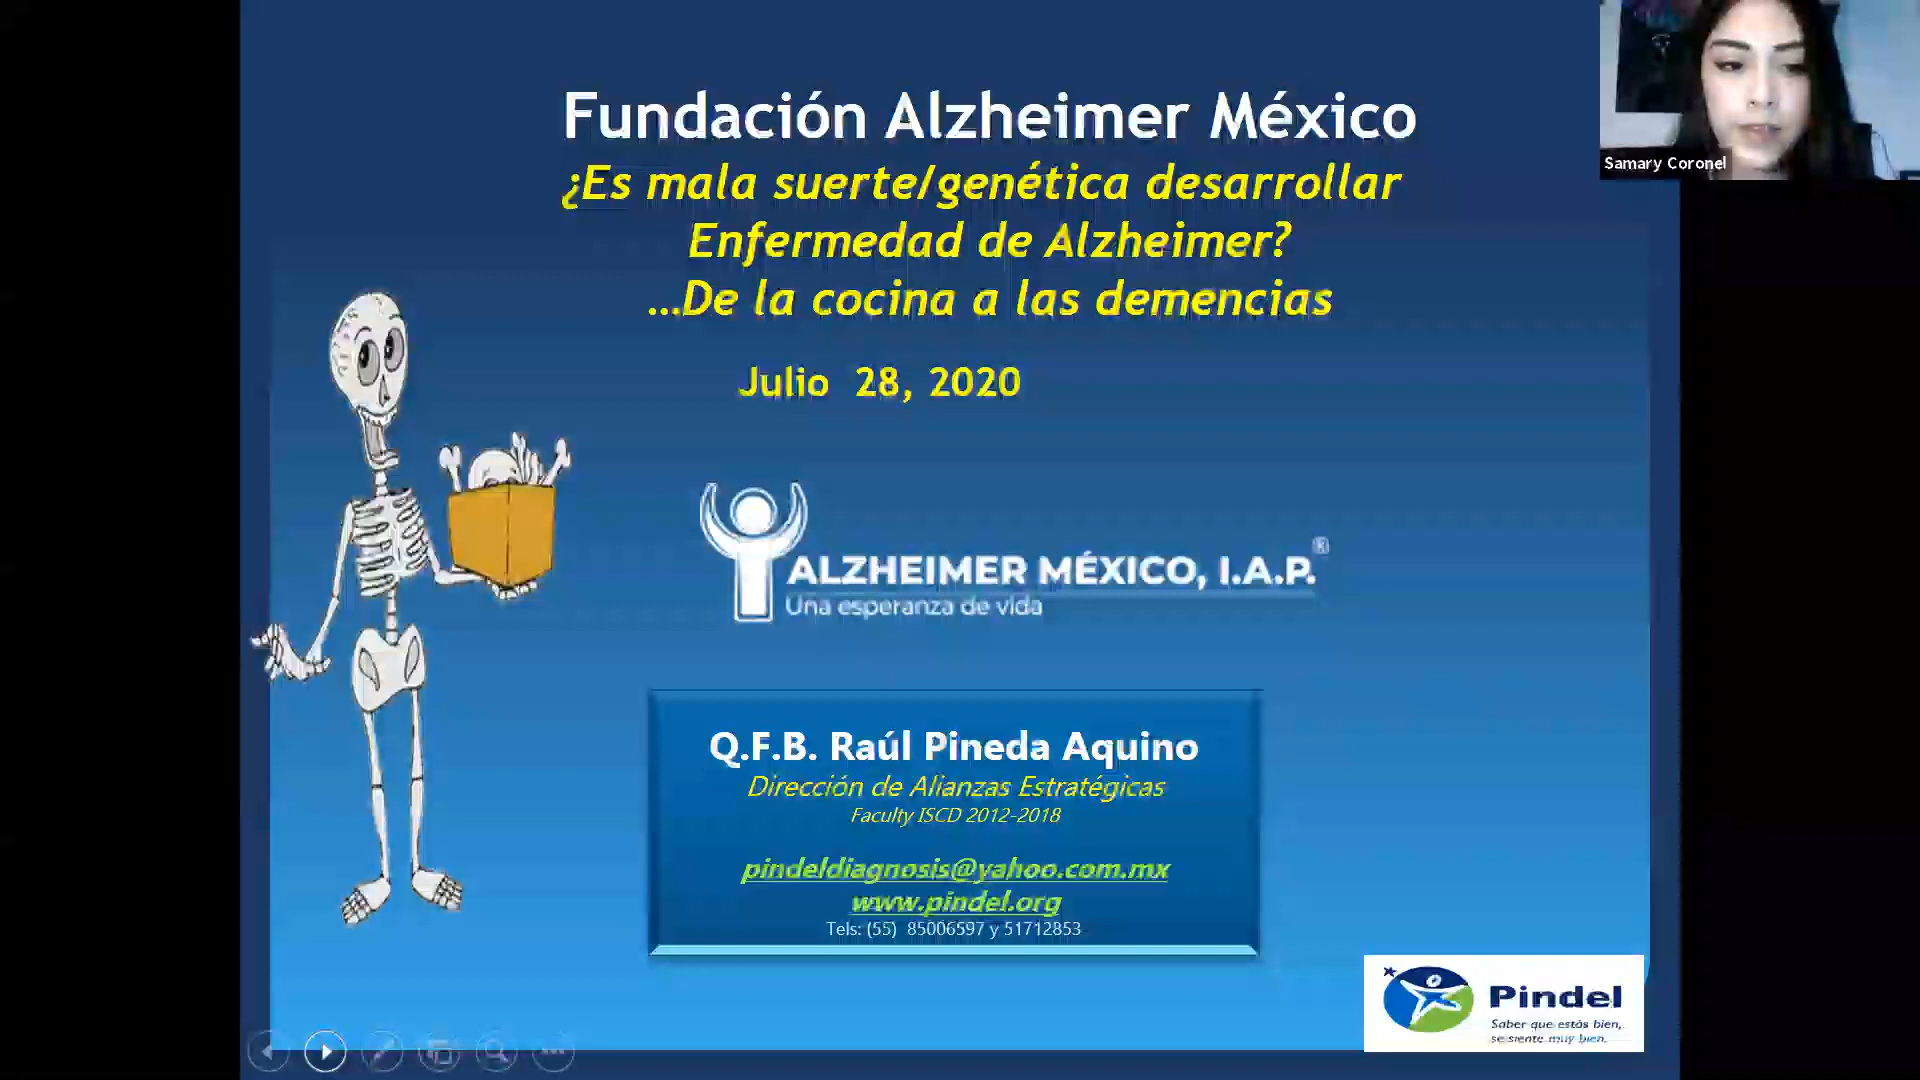 Fundación Alzheimer México
¿Es mala suerte/genética desarrollar
Enfermedad de Alzheimer?
...De la cocina a las demencias
Julio 28, 2020
ALZHEIMER MÉXICO, I.A.P.®
Una esperanza de vida
Q.F.B. Raúl Pineda Aquino
Dirección de Alianzas Estratégicas
Faculty ISCD 2012-2018
pindeldiagnosis@yahoo.com.mx
www.pindel.org
Tels: (55) 85006597 y 51712853
Pindel
Saber que estás bien,
se siente muy bien.
Samary Coronel